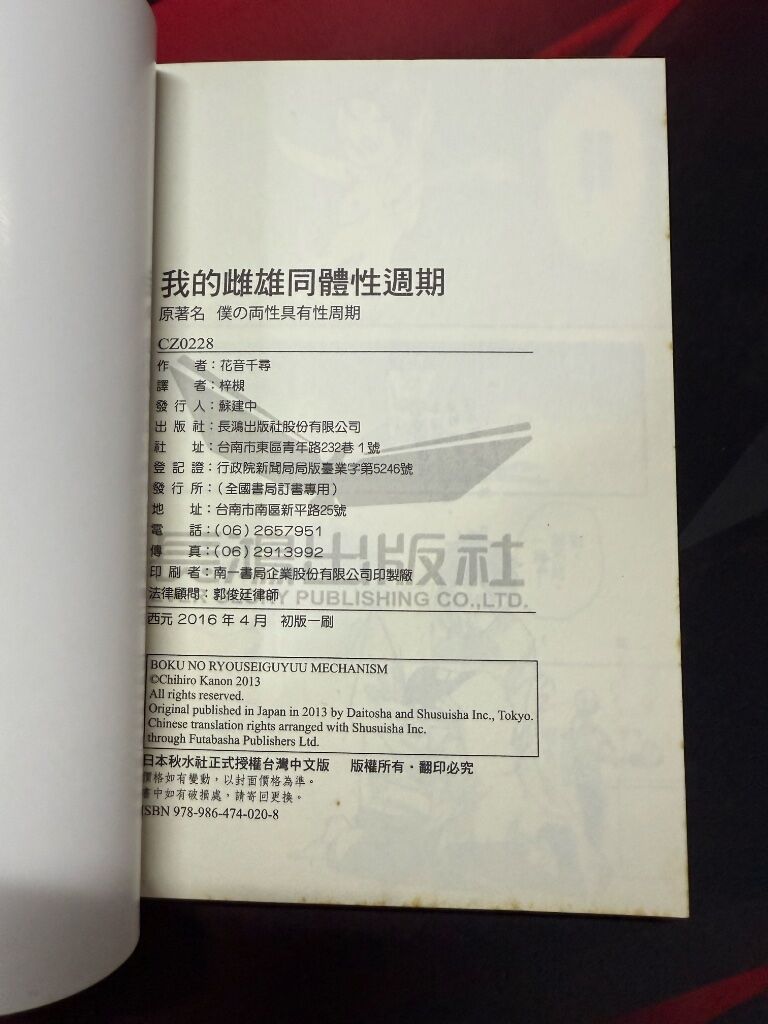 我的雌雄同體性週期
原著名 僕の両性具有性周期
CZ0228
作 者：花音千尋
譯 者：梓槻
發 行 人：蘇建中
出 版 社：長鴻出版社股份有限公司
社 址：台南市東區青年路232巷1號
登 記 證：行政院新聞局局版臺業字第5246號
發 行 所：（全國書局訂書專用）
地 址：台南市南區新平路25號
電 話：(06) 2657951
傳 真：(06) 2913992
印 刷 者：南一書局企業股份有限公司印製廠
法律顧問：郭俊廷律師
長鴻出版社
EVER GLORY PUBLISHING CO.,LTD.
西元 2016 年 4 月 初版一刷
BOKU NO RYOUSEIGUYUU MECHANISM
©Chihiro Kanon 2013
All rights reserved.
Original published in Japan in 2013 by Daitosha and Shusuisha Inc., Tokyo.
Chinese translation rights arranged with Shusuisha Inc.
through Futabasha Publishers Ltd.
日本秋水社正式授權台灣中文版 版權所有・翻印必究
價格如有變動，以封面價格為準。
書中如有破損處，請寄回更換。
ISBN 978-986-474-020-8